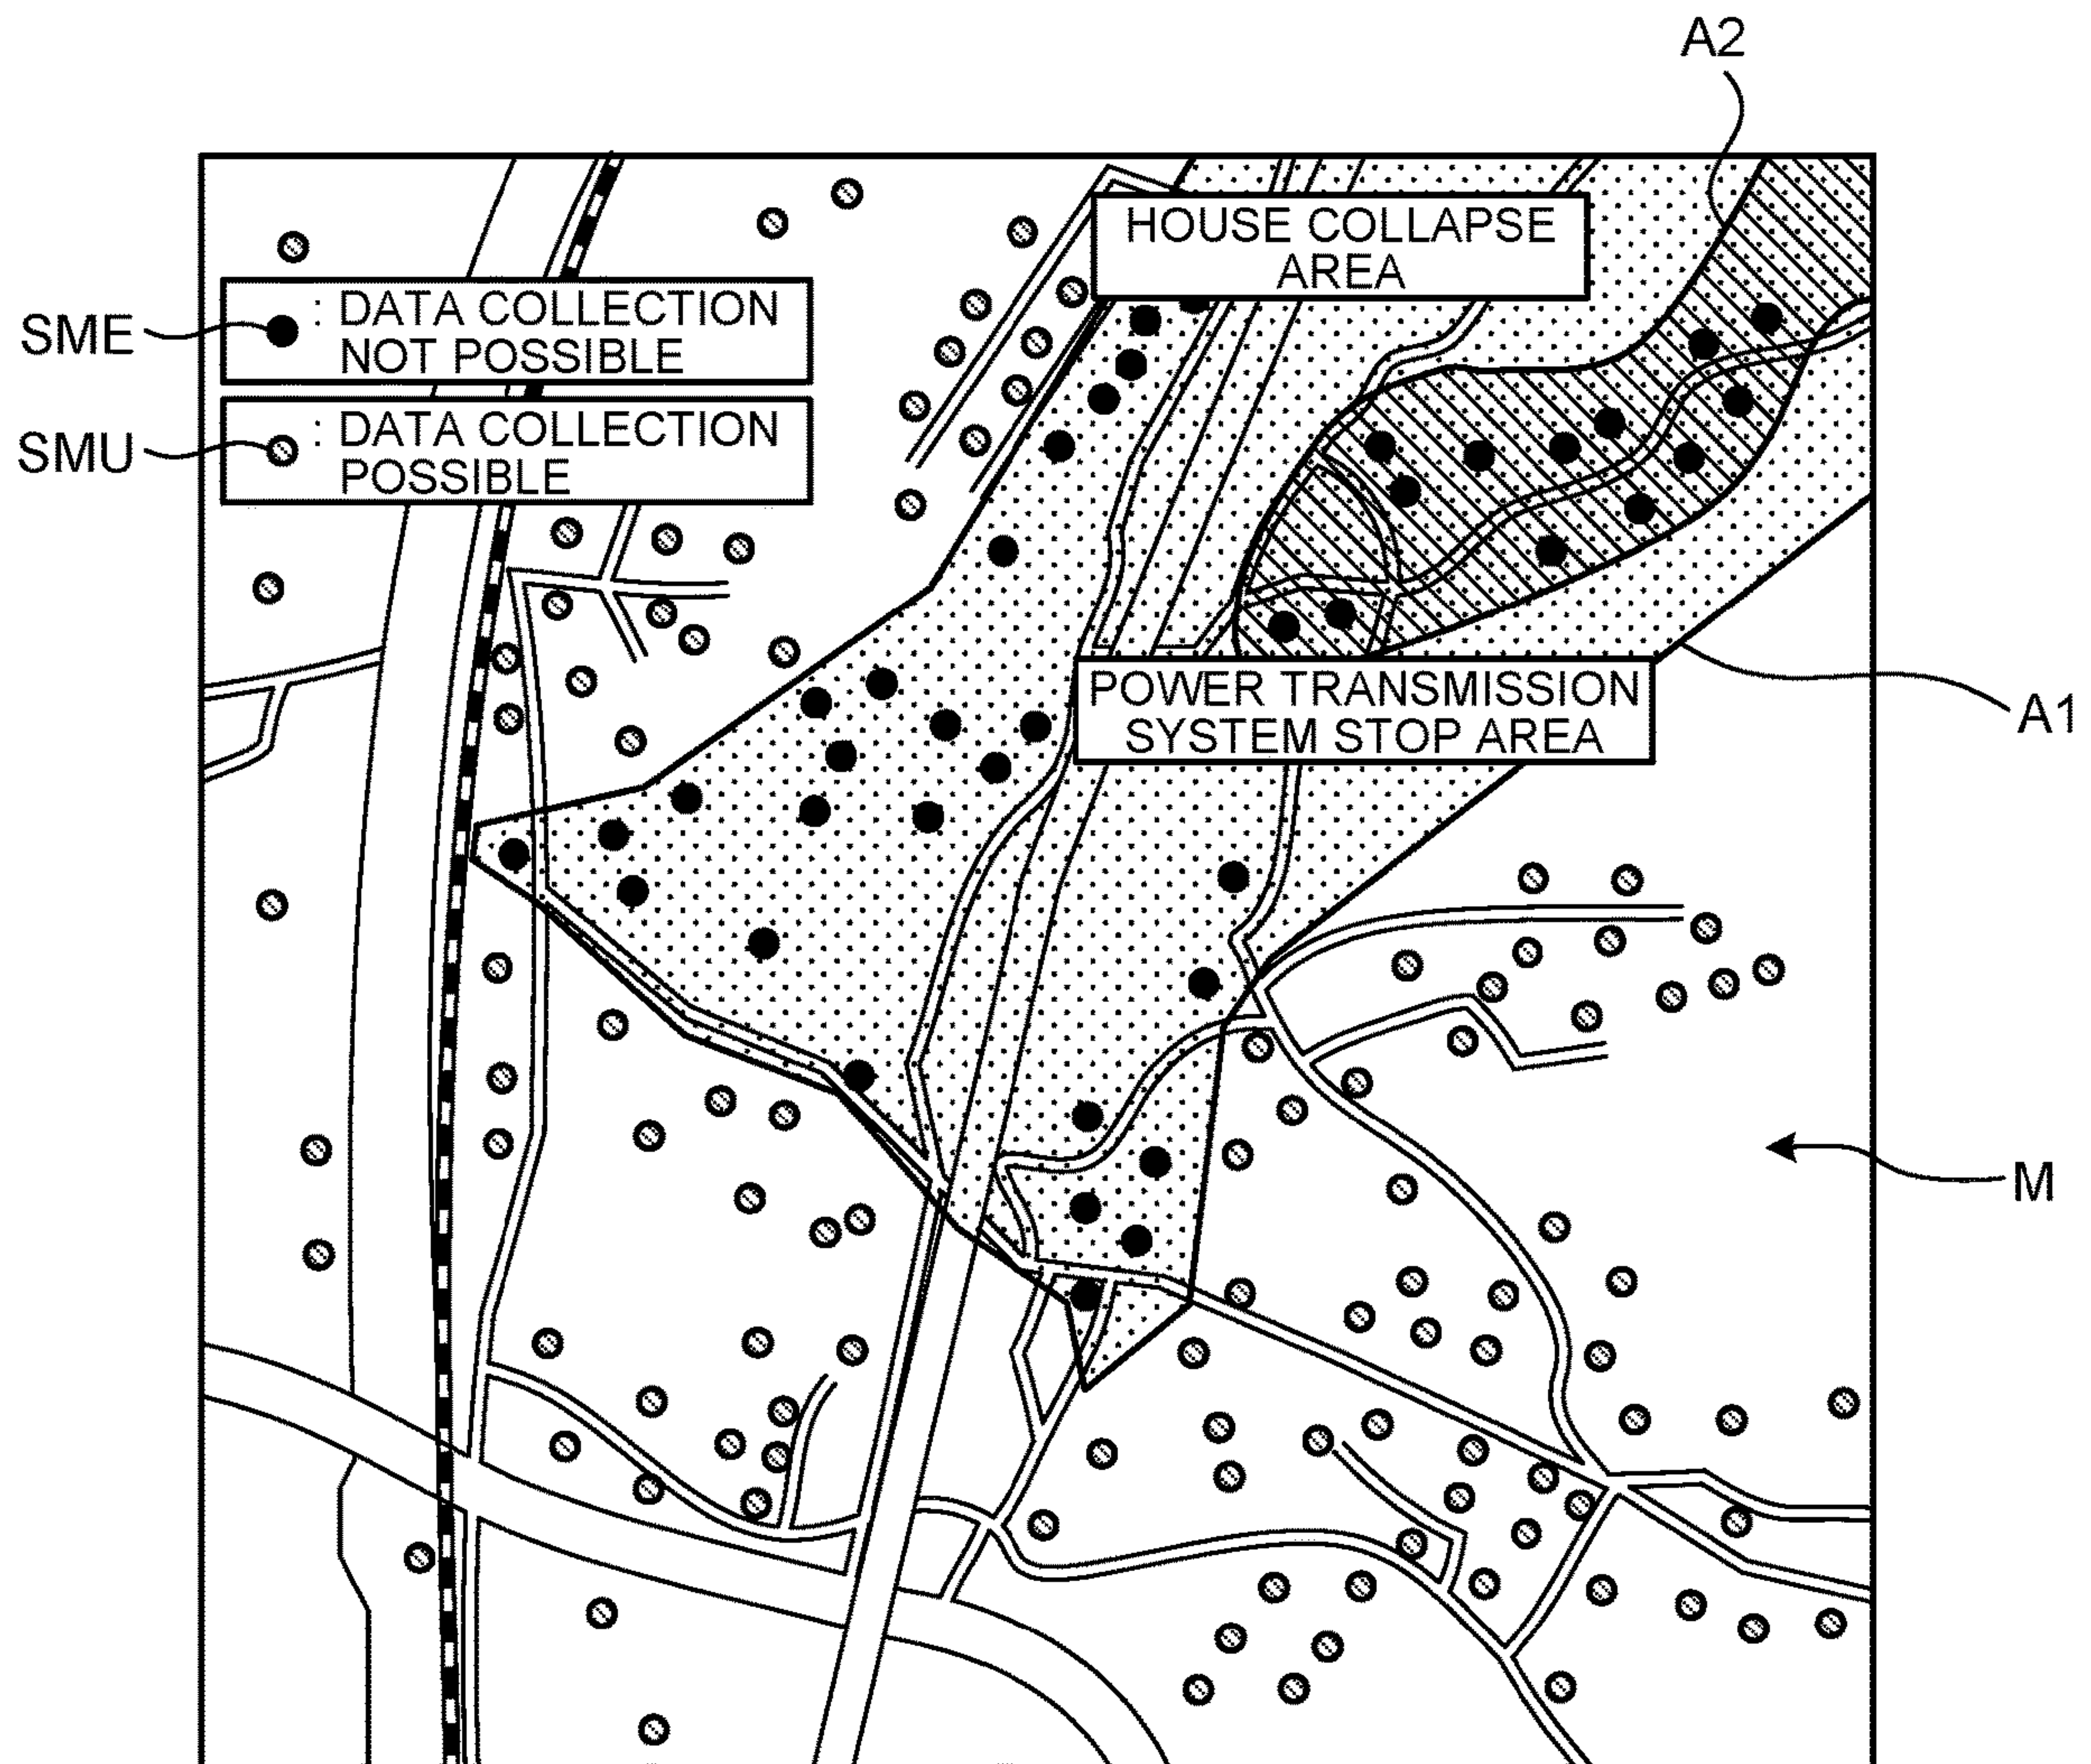 A2
HOUSE COLLAPSE
AREA
SME
: DATA COLLECTION
NOT POSSIBLE
SMU
: DATA COLLECTION
POSSIBLE
POWER TRANSMISSION
SYSTEM STOP AREA
A1
M